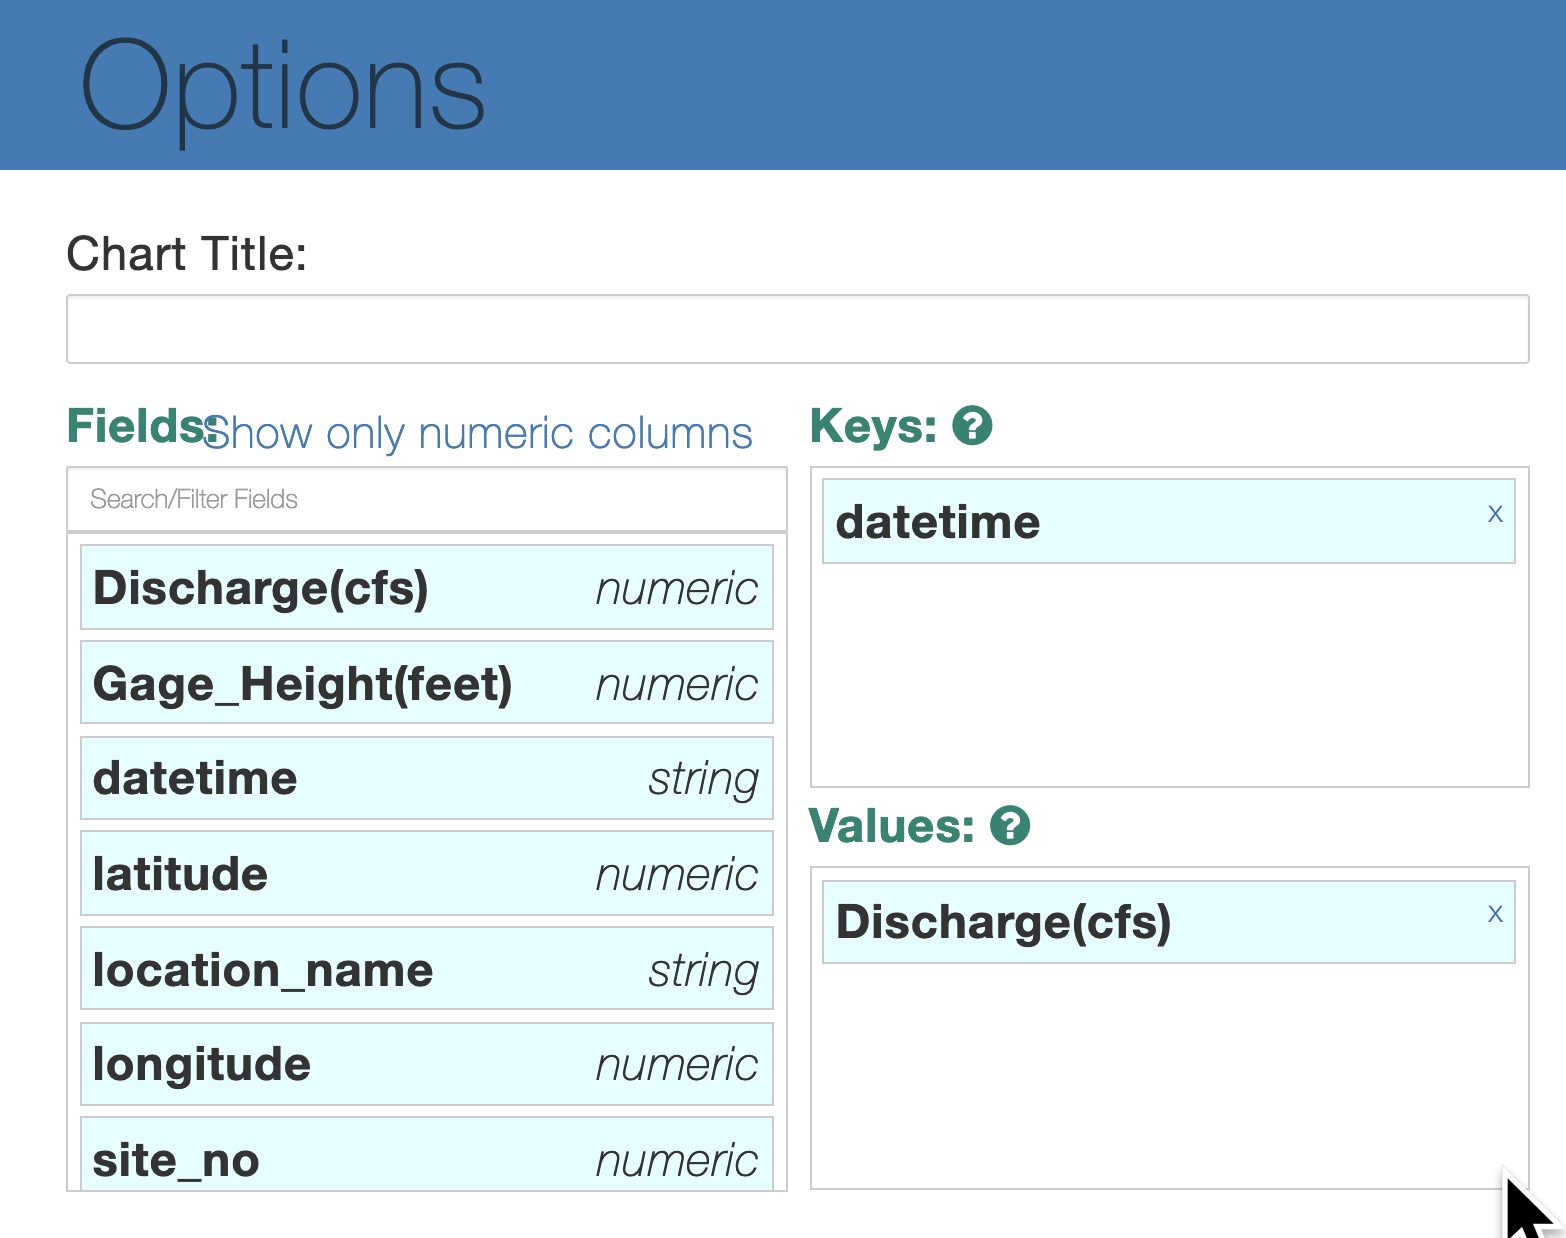 Options
Chart Title:
Fields: Show only numeric columns
Search/Filter Fields
Discharge(cfs) numeric
Gage_Height(feet) numeric
datetime string
latitude numeric
location_name string
longitude numeric
site_no numeric
Keys: ?
datetime x
Values: ?
Discharge(cfs) x